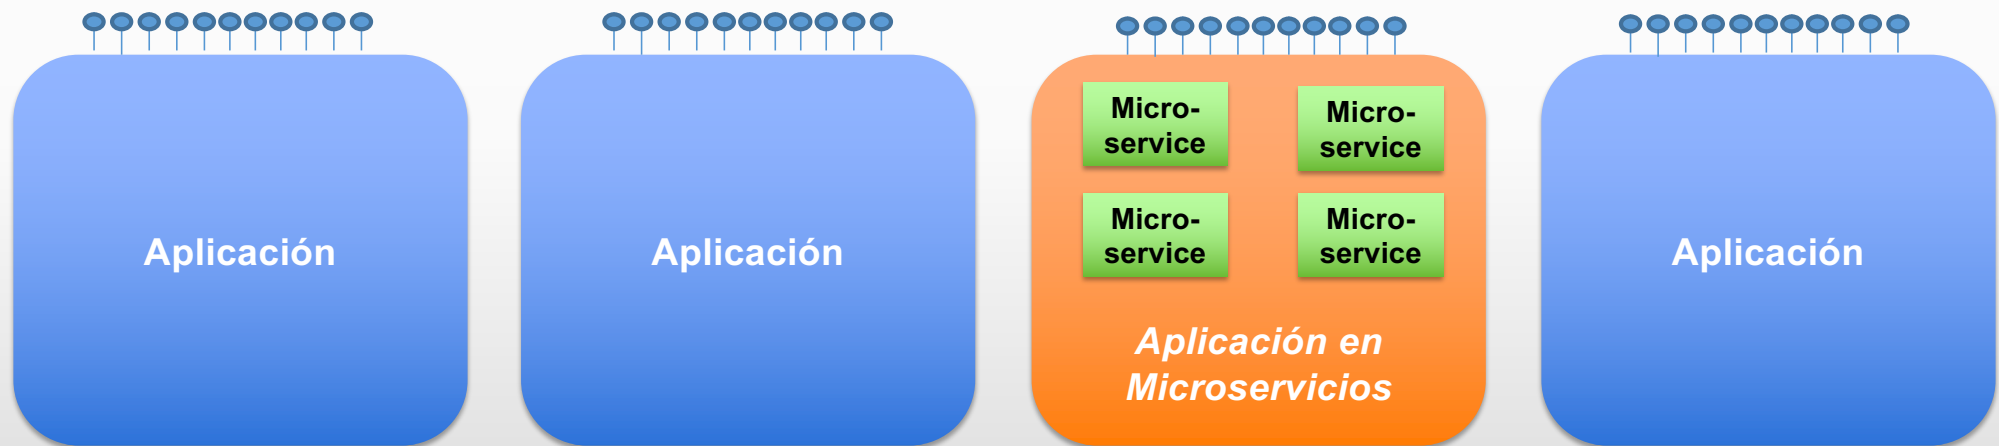 Aplicación
Aplicación
Micro-
service
Micro-
service
Micro-
service
Micro-
service
Aplicación en
Microservicios
Aplicación